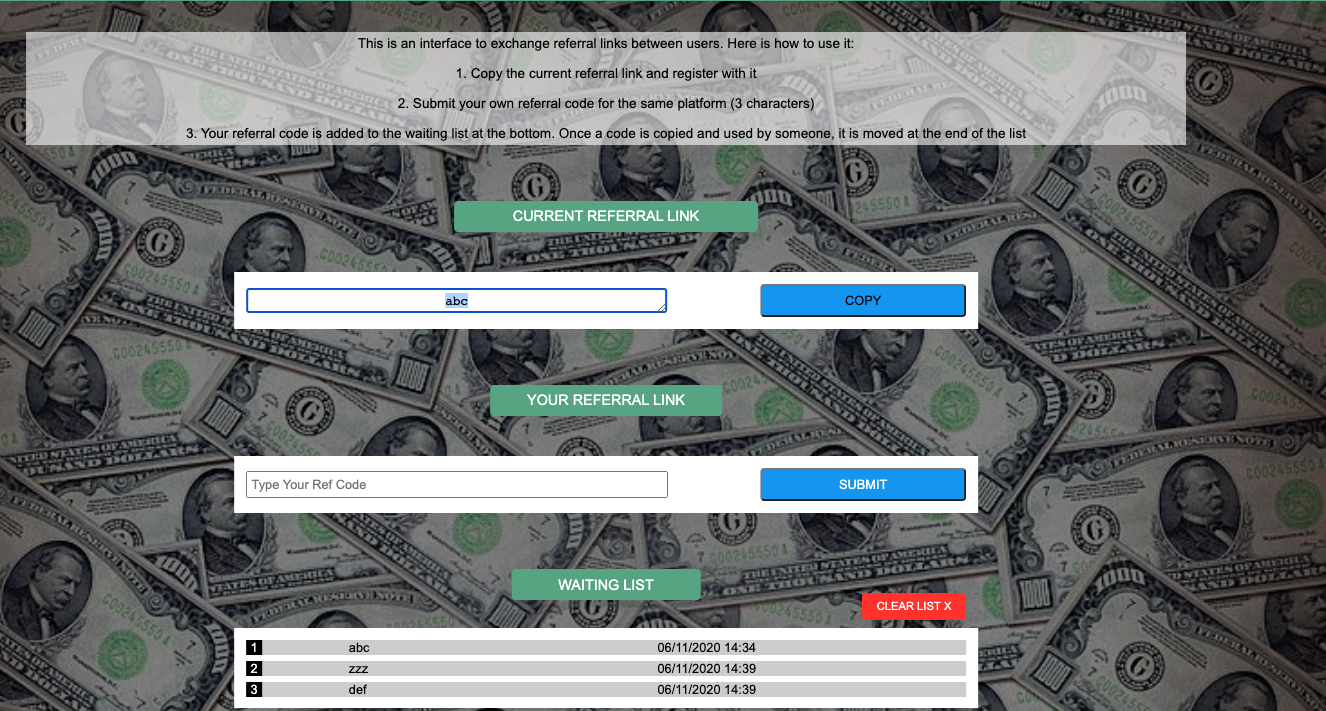 This is an interface to exchange referral links between users. Here is how to use it:
1. Copy the current referral link and register with it
2. Submit your own referral code for the same platform (3 characters)
3. Your referral code is added to the waiting list at the bottom. Once a code is copied and used by someone, it is moved at the end of the list
CURRENT REFERRAL LINK
abc COPY
YOUR REFERRAL LINK
Type Your Ref Code SUBMIT
WAITING LIST
CLEAR LIST X
1 abc 06/11/2020 14:34
2 zzz 06/11/2020 14:39
3 def 06/11/2020 14:39